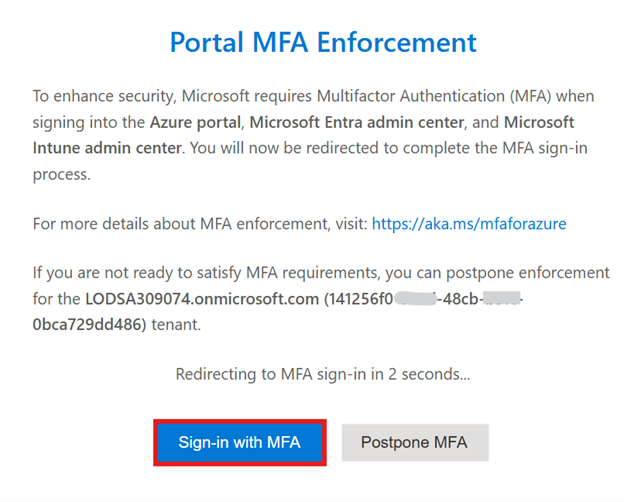 Portal MFA Enforcement
To enhance security, Microsoft requires Multifactor Authentication (MFA) when
signing into the Azure portal, Microsoft Entra admin center, and Microsoft
Intune admin center. You will now be redirected to complete the MFA sign-in
process.
For more details about MFA enforcement, visit: https://aka.ms/mfaforazure
If you are not ready to satisfy MFA requirements, you can postpone enforcement
for the LODSA309074.onmicrosoft.com (141256f0 -48cb-
0bca729dd486) tenant.
Redirecting to MFA sign-in in 2 seconds...
Sign-in with MFA
Postpone MFA